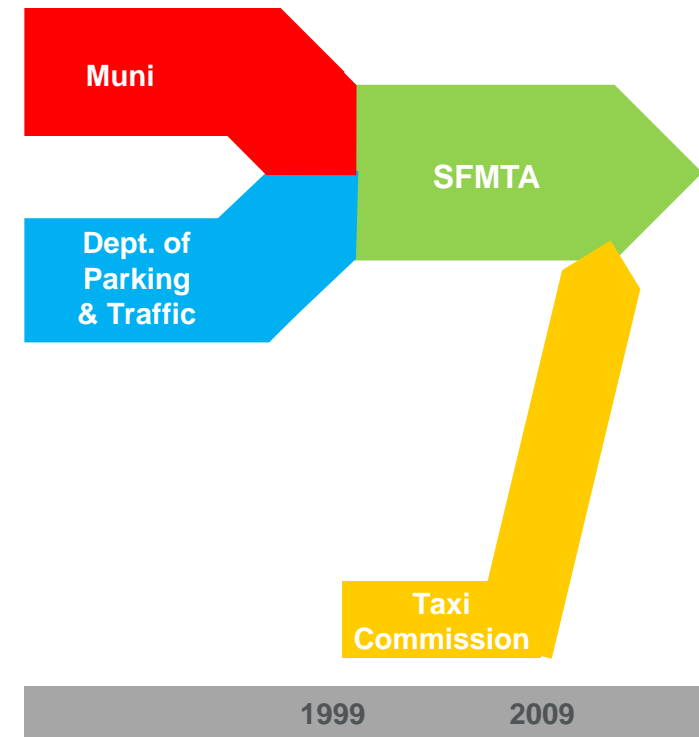 Muni
SFMTA
Dept. of
Parking
& Traffic
Taxi
Commission
1999 2009